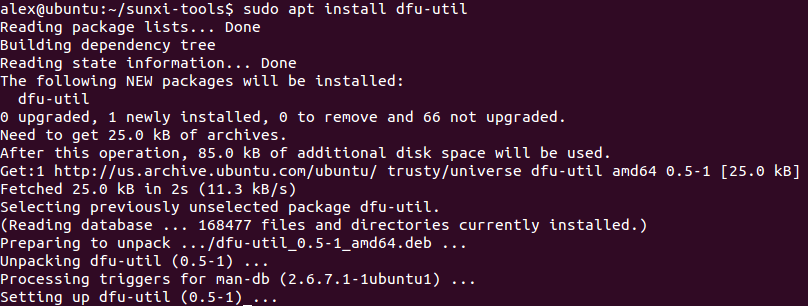 alex@ubuntu:~/sunxi-tools$ sudo apt install dfu-util
Reading package lists... Done
Building dependency tree
Reading state information... Done
The following NEW packages will be installed:
  dfu-util
0 upgraded, 1 newly installed, 0 to remove and 66 not upgraded.
Need to get 25.0 kB of archives.
After this operation, 85.0 kB of additional disk space will be used.
Get:1 http://us.archive.ubuntu.com/ubuntu/ trusty/universe dfu-util amd64 0.5-1 [25.0 kB]
Fetched 25.0 kB in 2s (11.3 kB/s)
Selecting previously unselected package dfu-util.
(Reading database ... 168477 files and directories currently installed.)
Preparing to unpack .../dfu-util_0.5-1_amd64.deb ...
Unpacking dfu-util (0.5-1) ...
Processing triggers for man-db (2.6.7.1-1ubuntu1) ...
Setting up dfu-util (0.5-1) ...